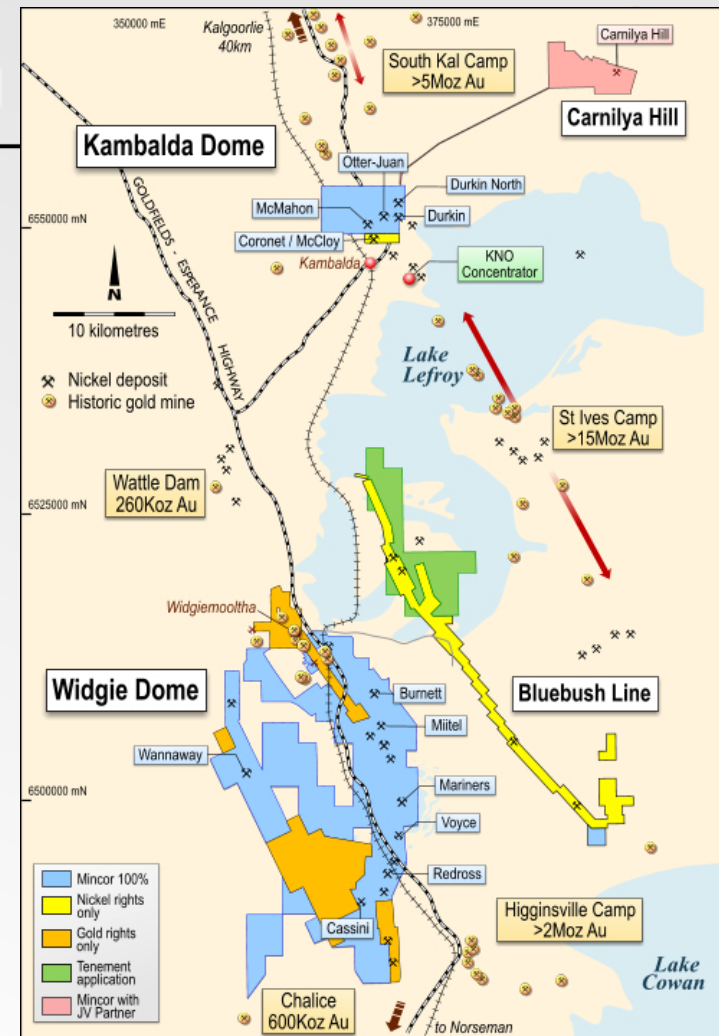 350000 mE
375000 mE
Kalgoorlie
40km
South Kal Camp
>5Moz Au
Carnilya Hill
Carnilya Hill
Kambalda Dome
Otter-Juan
Durkin North
McMahon
Durkin
6550000 mN
Coronet / McCloy
Kambalda
KNO
Concentrator
GOLDFIELDS - ESPERANCE
HIGHWAY
N
10 kilometres
Nickel deposit
Historic gold mine
Lake
Lefroy
St Ives Camp
>15Moz Au
Wattle Dam
260Koz Au
6525000 mN
Widgiemooltha
Widgie Dome
Burnett
Bluebush Line
Miitel
Wannaway
Mariners
6500000 mN
Voyce
Redross
Mincor 100%
Nickel rights
only
Gold rights
only
Tenement
application
Mincor with
JV Partner
Cassini
Higginsville Camp
>2Moz Au
Lake
Cowan
Chalice
600Koz Au
to Norseman